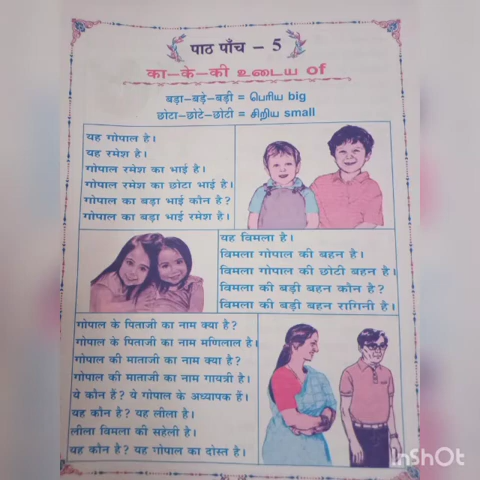 पाठ पाँच – 5
का–के–की உடைய of
बड़ा–बड़े–बड़ी = பெரிய big
छोटा–छोटे–छोटी = சிறிய small
यह गोपाल है।
यह रमेश है।
गोपाल रमेश का भाई है।
गोपाल रमेश का छोटा भाई है।
गोपाल का बड़ा भाई कौन है?
गोपाल का बड़ा भाई रमेश है।
यह विमला है।
विमला गोपाल की बहन है।
विमला गोपाल की छोटी बहन है।
विमला की बड़ी बहन कौन है?
विमला की बड़ी बहन रागिनी है।
गोपाल के पिताजी का नाम क्या है?
गोपाल के पिताजी का नाम मणिलाल है।
गोपाल की माताजी का नाम क्या है?
गोपाल की माताजी का नाम गायत्री है।
ये कौन हैं? ये गोपाल के अध्यापक हैं।
यह कौन है? यह लीला है।
लीला विमला की सहेली है।
यह कौन है? यह गोपाल का दोस्त है।
InShOt